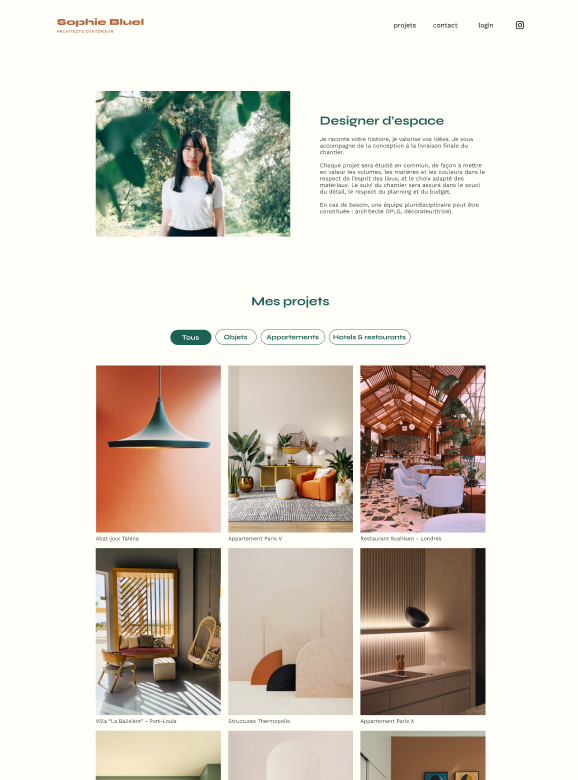 Sophie Bluel
ARCHITECTE D'INTÉRIEUR
projets
contact
login
Designer d'espace
Je raconte votre histoire, je valorise vos idées. Je vous
accompagne de la conception à la livraison finale du
chantier.
Chaque projet sera étudié en commun, de façon à mettre
en valeur les volumes, les matières et les couleurs dans le
respect de l'esprit des lieux, et le choix adapté des
matériaux. Le suivi du chantier sera assuré dans le souci
du détail, le respect du planning et du budget.
En cas de besoin, une équipe pluridisciplinaire peut être
constituée : architecte DPLG, décorateur(trice).
Mes projets
Tous
Objets
Appartements
Hotels & restaurants
Abat-jour Tahina
Appartement Paris V
Restaurant Sushisen - Londres
Villa "La Balisière" - Port-Louis
Structures Thermopolis
Appartement Paris X